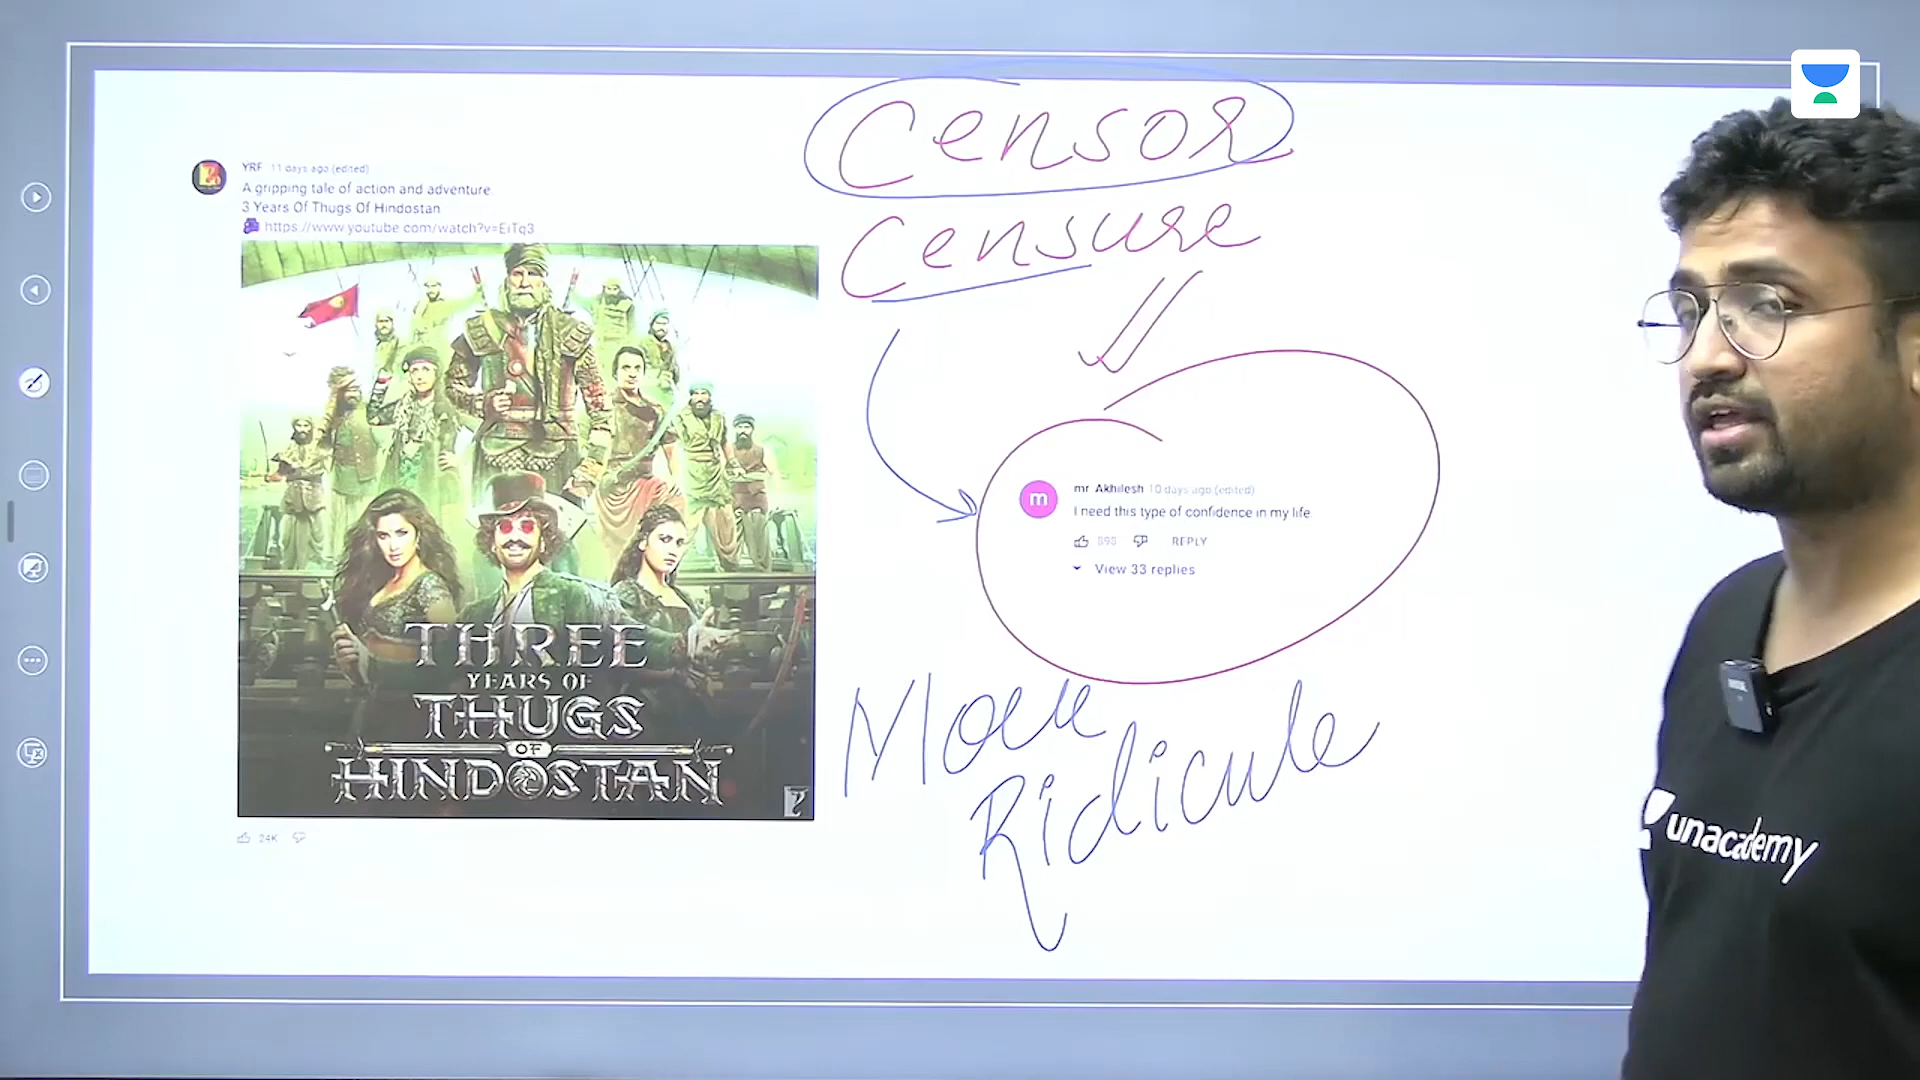 YRF 11 days ago (edited)
A gripping tale of action and adventure.
3 Years Of Thugs Of Hindostan
https://www.youtube.com/watch?v=EiTq3
THREE
YEARS OF
THUGS
OF
HINDOSTAN
24K
Censor
Censure
m
mr Akhilesh 10 days ago (edited)
I need this type of confidence in my life.
898 REPLY
View 33 replies
Mock
Ridicule
unacademy